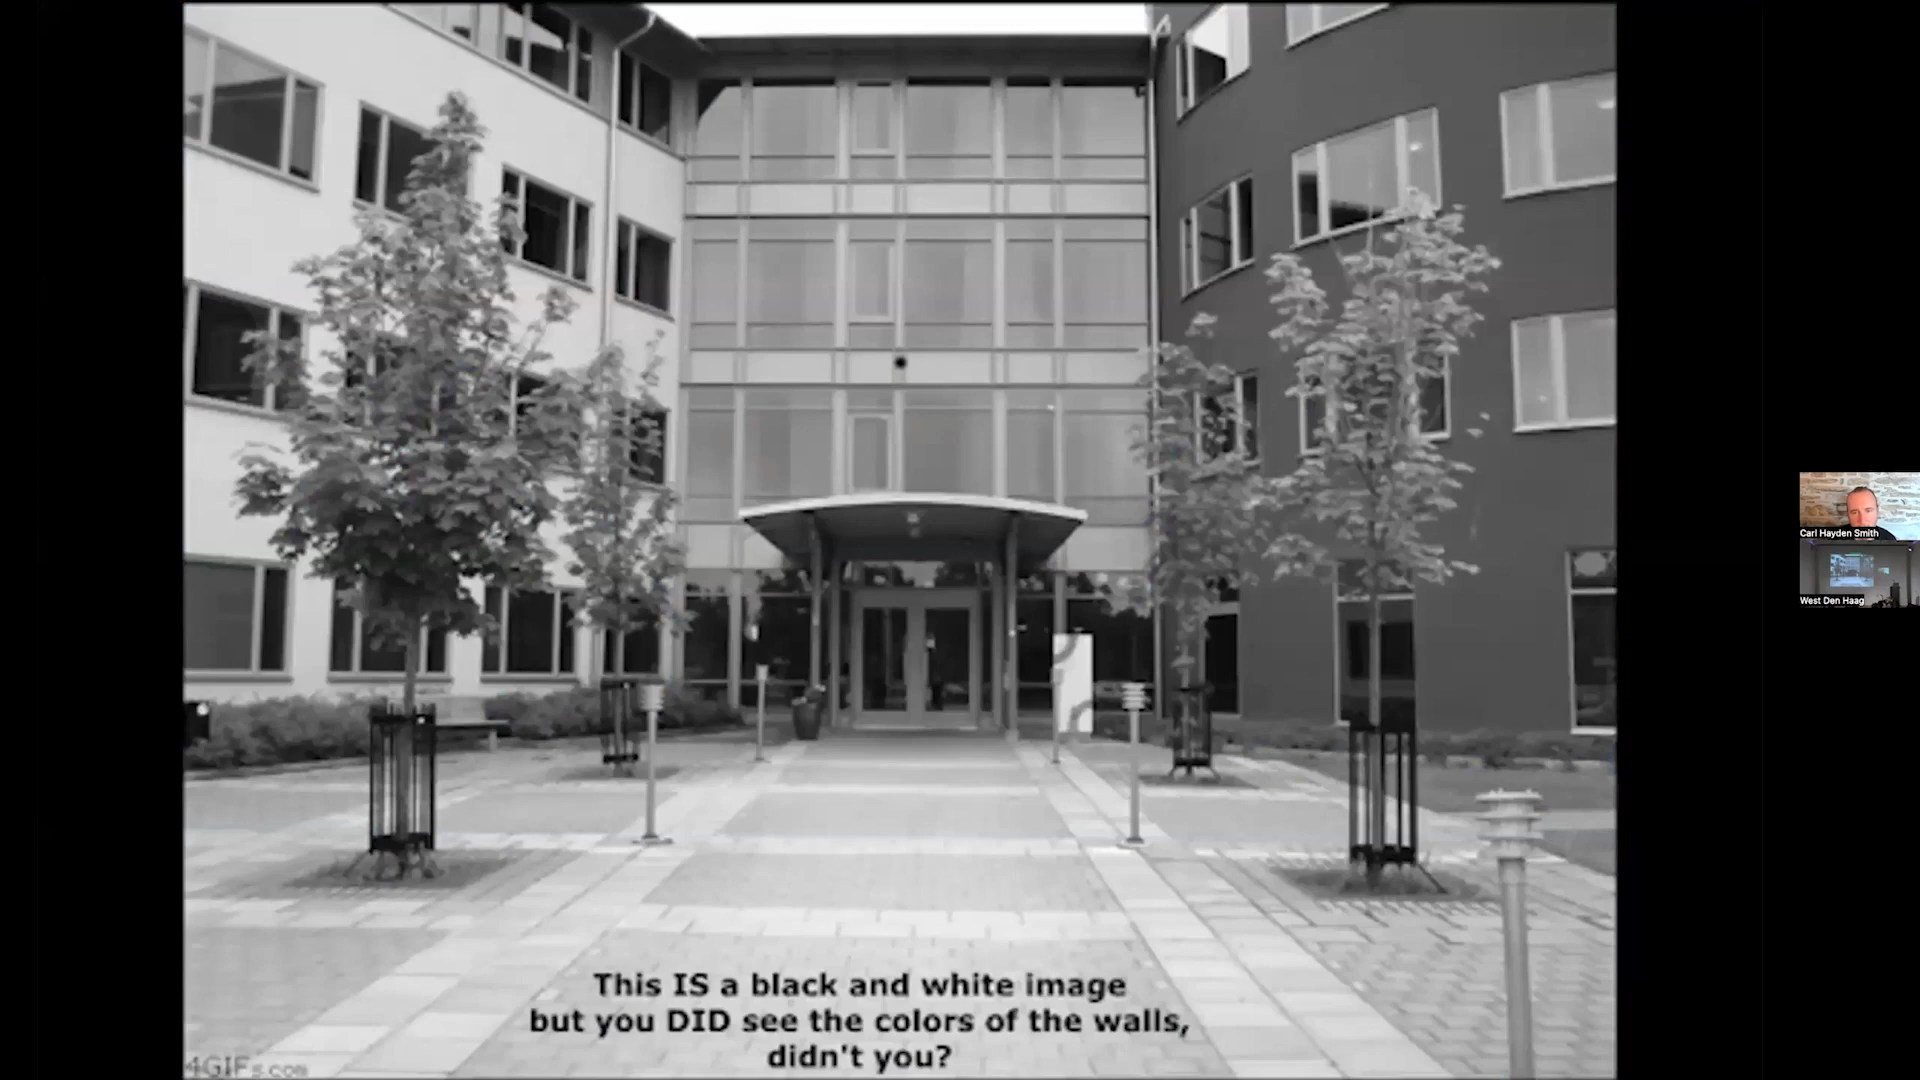 Carl Hayden Smith
West Den Haag
This IS a black and white image
but you DID see the colors of the walls,
didn't you?
4GIFs.com